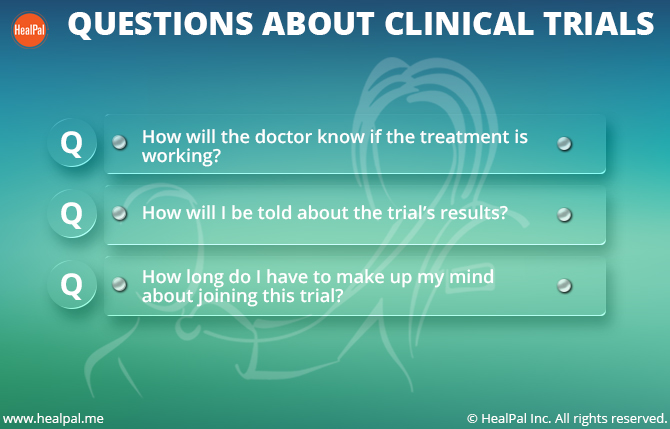 HealPal
QUESTIONS ABOUT CLINICAL TRIALS
Q
How will the doctor know if the treatment is
working?
Q
How will I be told about the trial's results?
Q
How long do I have to make up my mind
about joining this trial?
www.healpal.me
© HealPal Inc. All rights reserved.